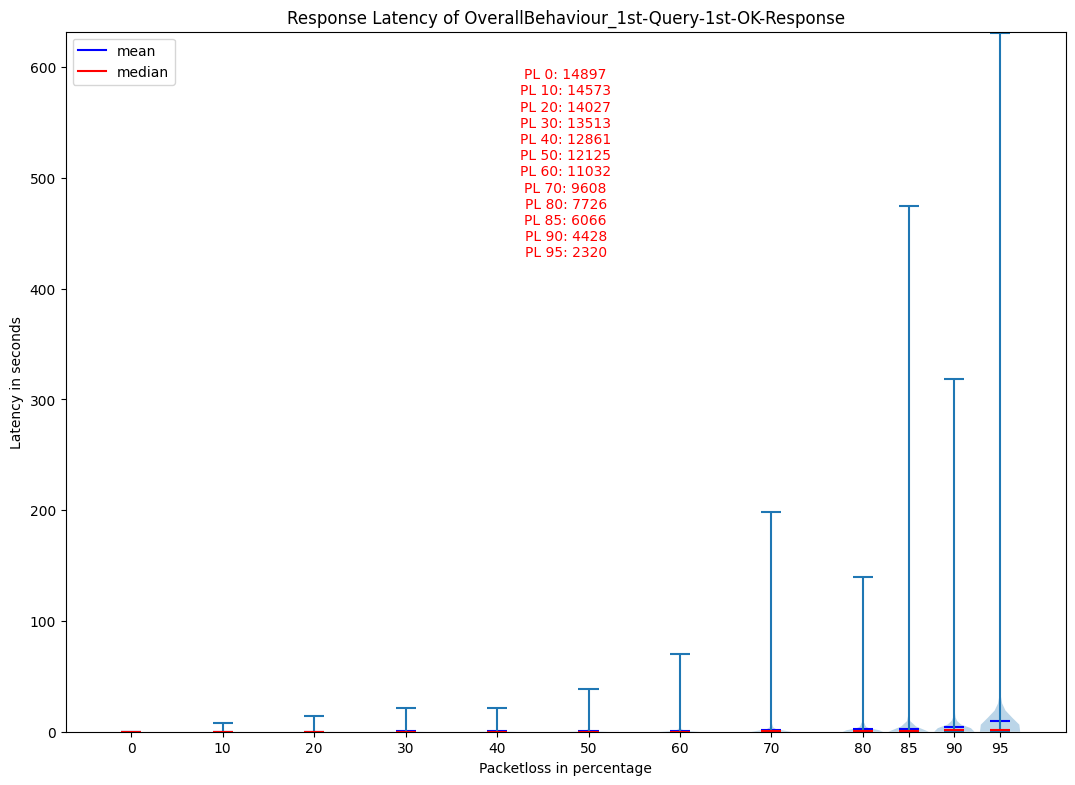 Response Latency of OverallBehaviour_1st-Query-1st-OK-Response
mean
median
PL 0: 14897
PL 10: 14573
PL 20: 14027
PL 30: 13513
PL 40: 12861
PL 50: 12125
PL 60: 11032
PL 70: 9608
PL 80: 7726
PL 85: 6066
PL 90: 4428
PL 95: 2320
Latency in seconds
600
500
400
300
200
100
0
0 10 20 30 40 50 60 70 80 85 90 95
Packetloss in percentage